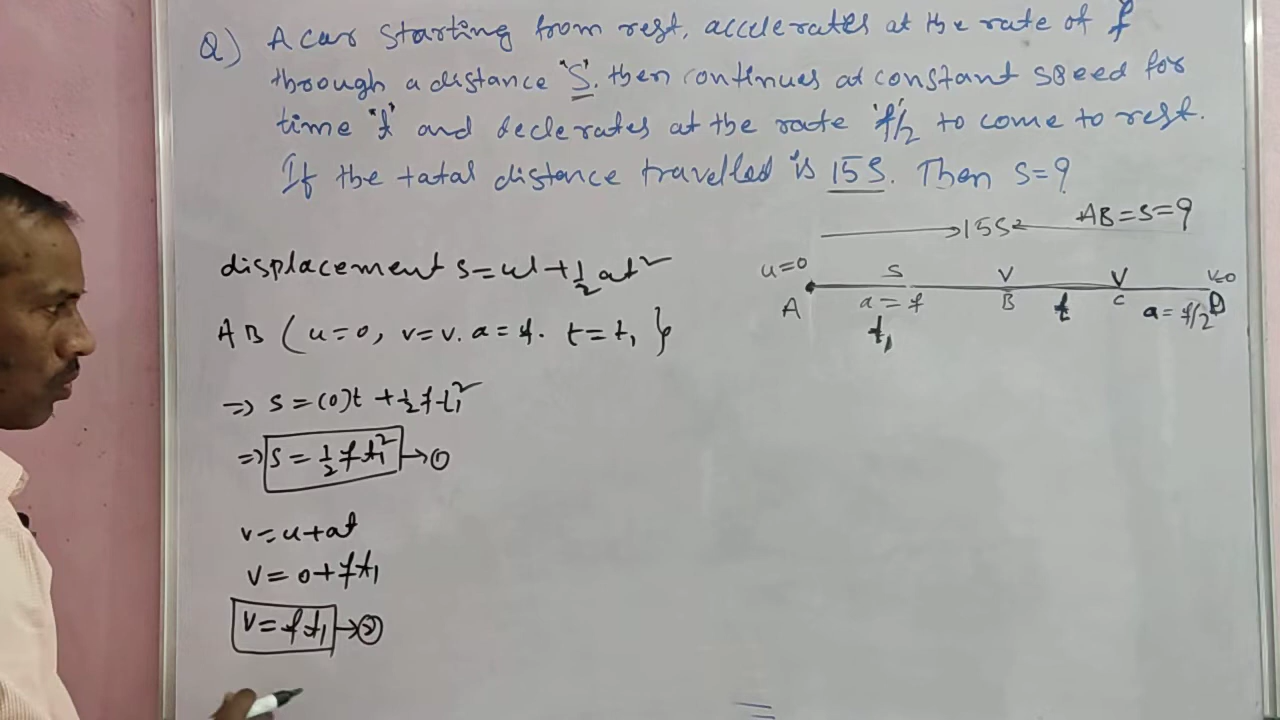 Q) A car starting from rest, accelerates at the rate of f
through a distance "S". then continues at constant speed for
time "t" and declerates at the rate 'f/2' to come to rest.
If the tatal distance travelled is 15S. Then S=?
AB=S=?
15S
displacement s=ut+½at²
u=0 S V V V=0
A a=f B t C a=f/2 D
t₁
AB (u=0, v=v. a=f. t=t₁ }
=> S=(0)t+½ft₁²
=> S=½ft₁² →①
v=u+at
V=0+ft₁
V=ft₁ →②